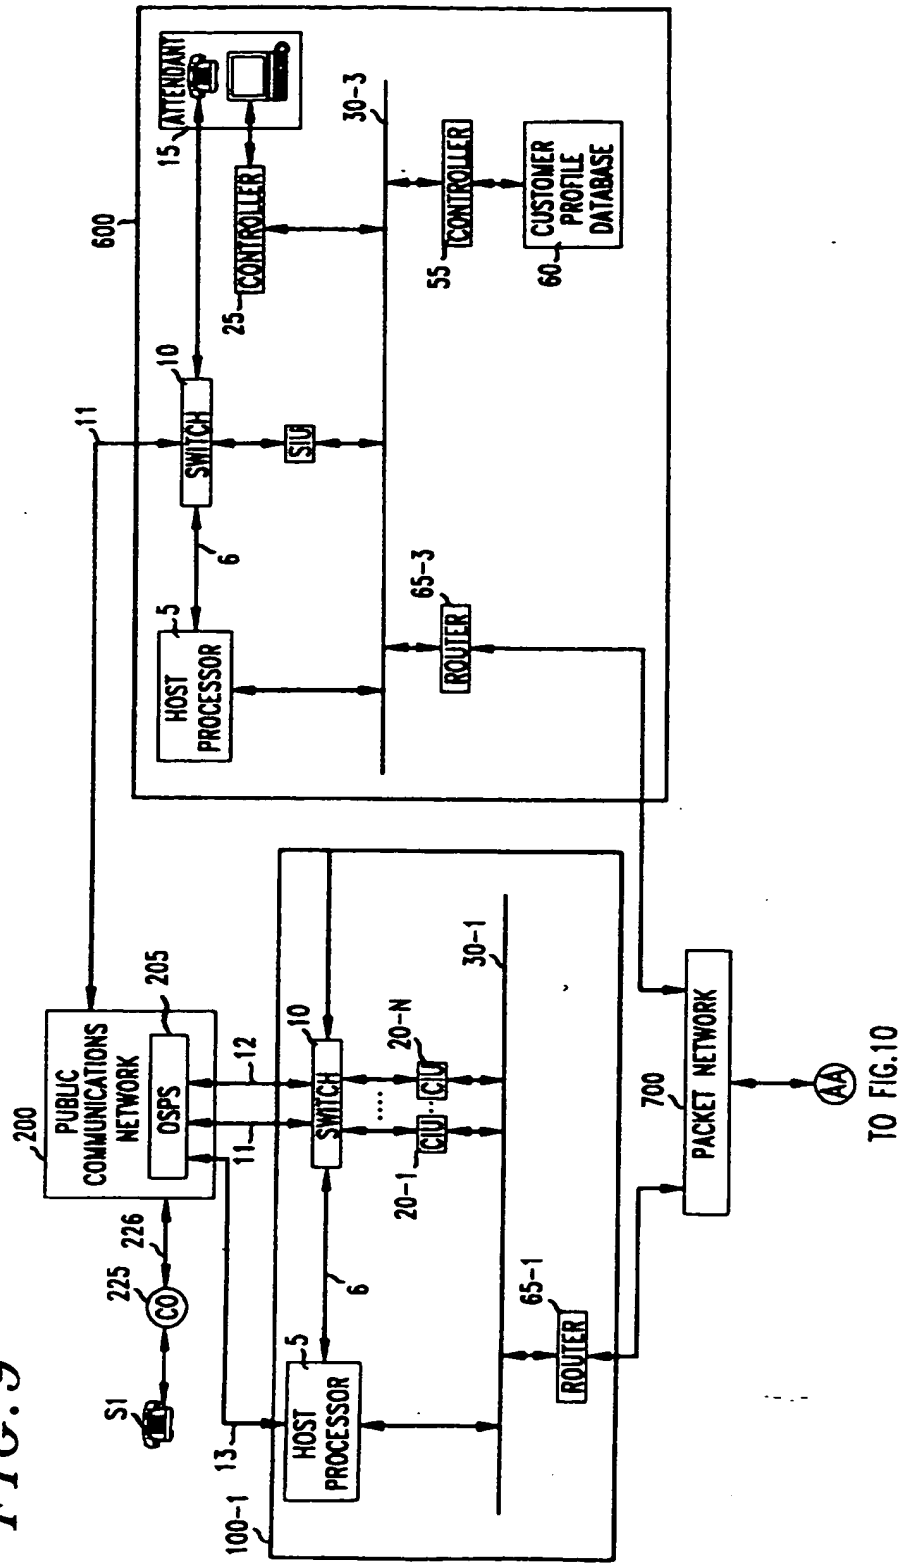 FIG. 9
S1
225
CO
226
200
PUBLIC
COMMUNICATIONS
NETWORK
205
OSPS
13
11
12
11
100-1
5
HOST
PROCESSOR
6
10
SWITCH
20-1
CIU
...
.....
20-N
CIU
30-1
65-1
ROUTER
600
5
HOST
PROCESSOR
6
10
SWITCH
SIU
15
ATTENDANT
25
CONTROLLER
30-3
65-3
ROUTER
55
CONTROLLER
60
CUSTOMER
PROFILE
DATABASE
700
PACKET NETWORK
AA
TO FIG.10